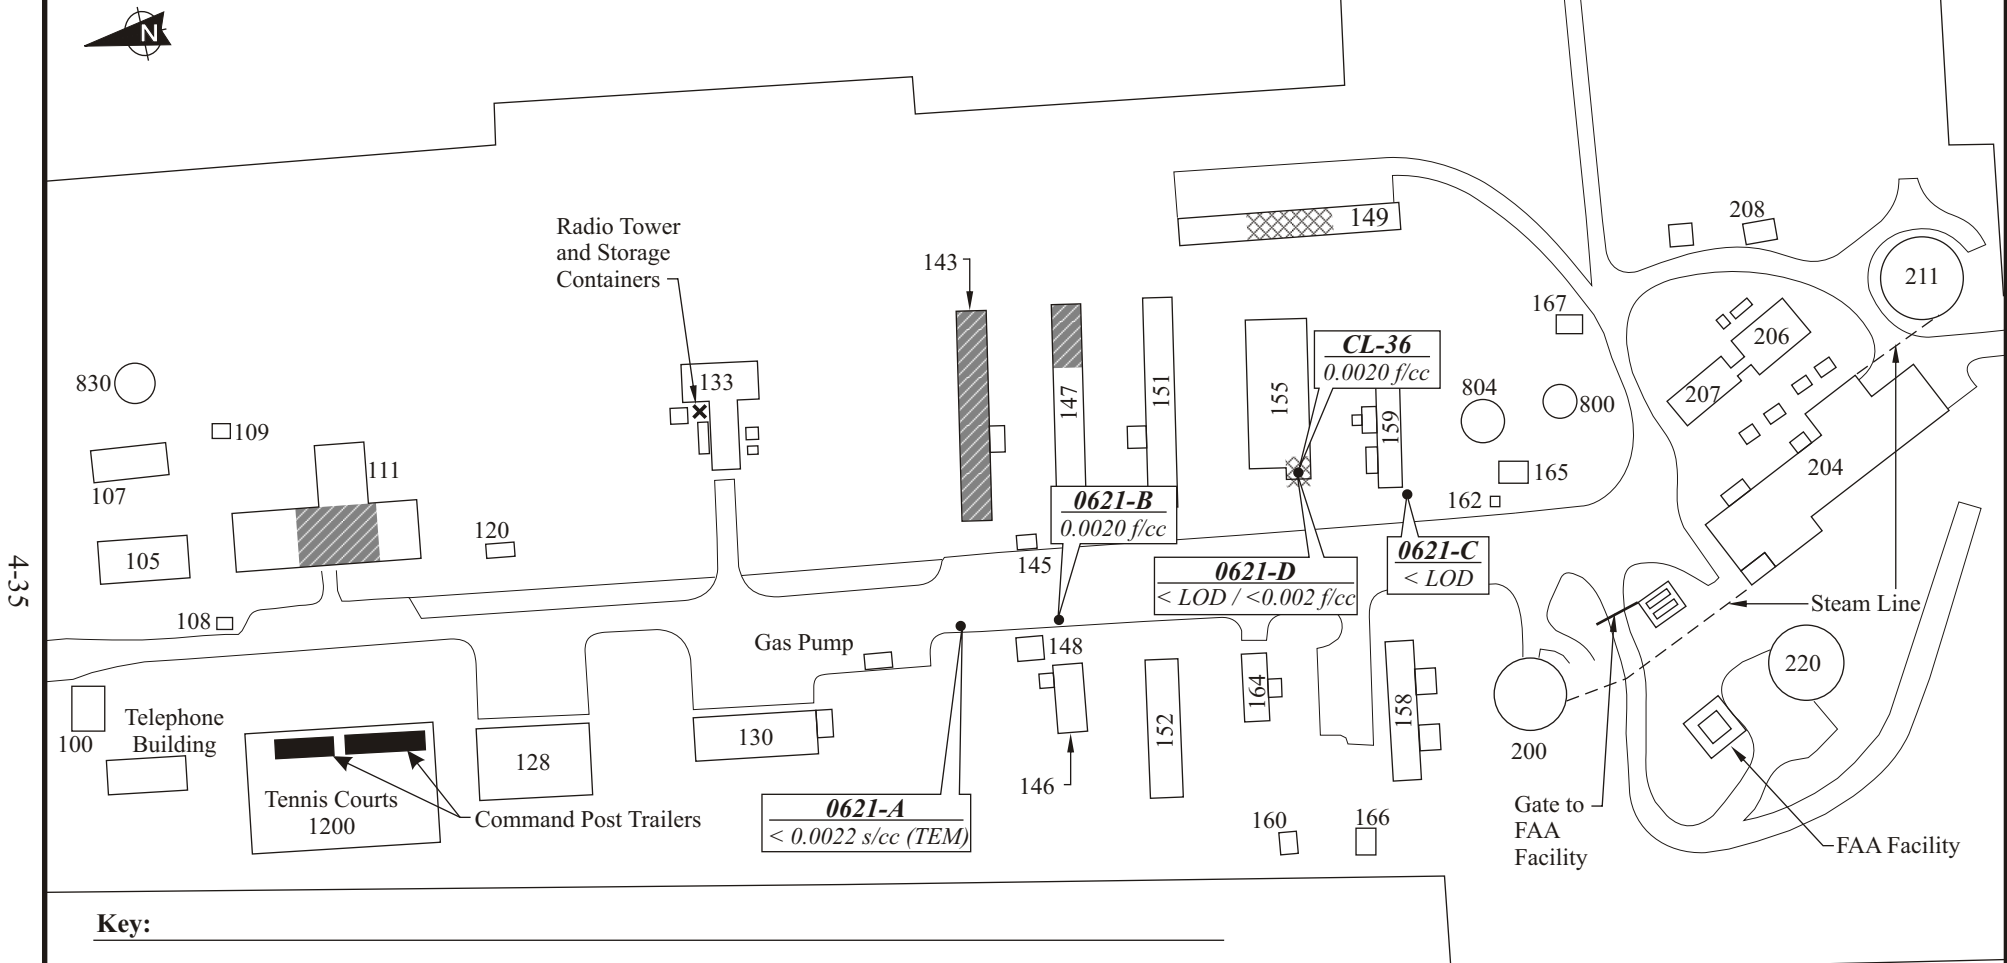 N
Radio Tower
and Storage
Containers
208
149
211
143
167
206
CL-36
0.0020 f/cc
830
133
207
804
800
147
151
155
159
109
111
107
165
204
162
0621-B
0.0020 f/cc
120
105
145
0621-C
< LOD
0621-D
< LOD / <0.002 f/cc
4-35
108
Steam Line
Gas Pump
148
220
164
158
152
100
Telephone
Building
130
128
200
146
Tennis Courts
1200
Command Post Trailers
0621-A
< 0.0022 s/cc (TEM)
160
166
Gate to
FAA
Facility
FAA Facility
Key: